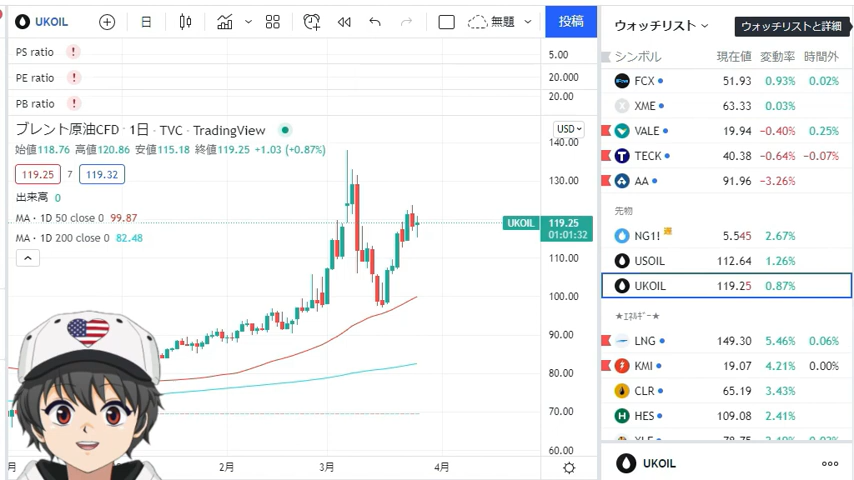 UKOIL
日
無題
投稿
PS ratio !
PE ratio !
PB ratio !
ブレント原油CFD · 1日 · TVC · TradingView
始値118.76 高値120.86 安値115.18 終値119.25 +1.03 (+0.87%)
119.25 7 119.32
出来高 0
MA · 1D 50 close 0 99.87
MA · 1D 200 close 0 82.48
5.00
20.000
20.00
USD
140.00
130.00
UKOIL 119.25
01:01:32
110.00
100.00
90.00
80.00
70.00
60.00
月 2月 3月 4月
ウォッチリスト
ウォッチリストと詳細
シンボル 現在値 変動率 時間外
FCX 51.93 0.93% 0.02%
XME 63.33 0.03%
VALE 19.94 −0.40% 0.25%
TECK 40.38 −0.64% −0.07%
AA 91.96 −3.26%
先物
NG1! 5.545 2.67%
USOIL 112.64 1.26%
UKOIL 119.25 0.87%
★エネルギー★
LNG 149.30 5.46% 0.06%
KMI 19.07 4.21% 0.00%
CLR 65.19 3.43%
HES 109.08 2.41%
UKOIL